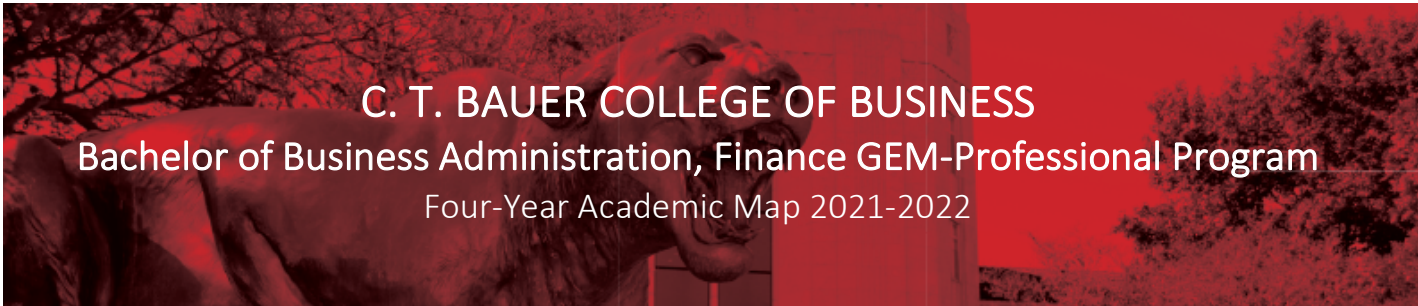 C. T. BAUER COLLEGE OF BUSINESS
Bachelor of Business Administration, Finance GEM-Professional Program
Four-Year Academic Map 2021-2022